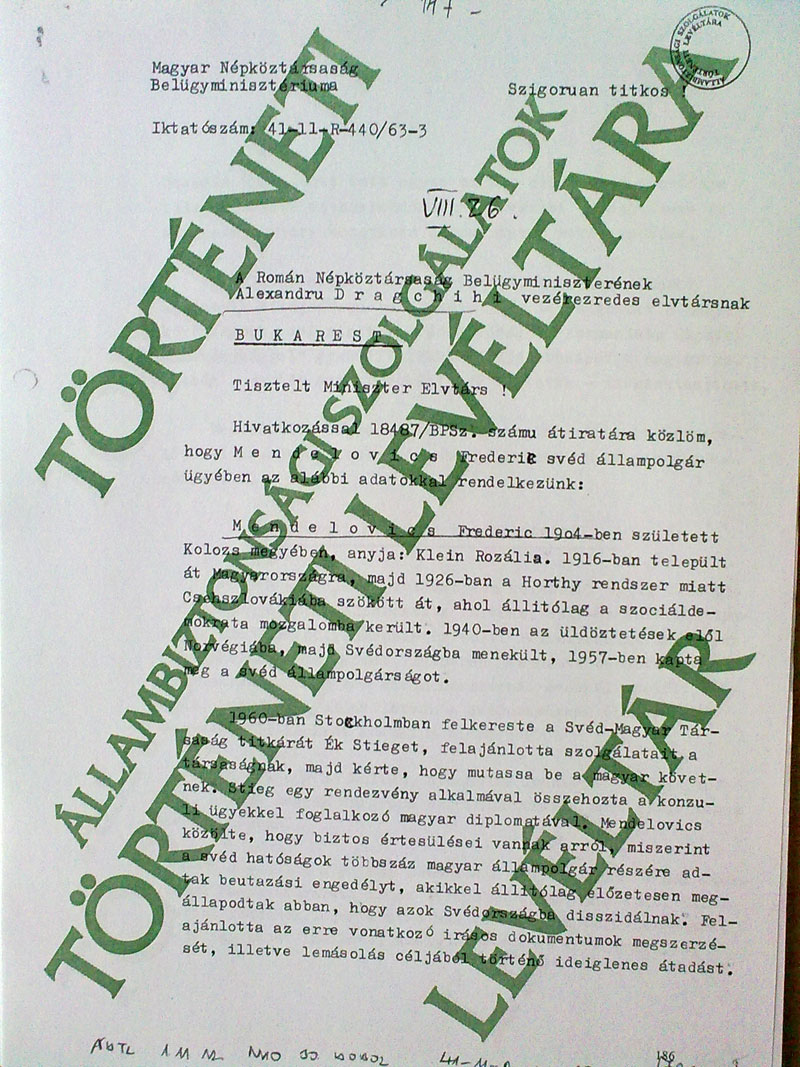 147 -
ÁLLAMBIZTONSÁGI SZOLGÁLATOK
TÖRTÉNETI LEVÉLTÁRA
Magyar Népköztársaság
Belügyminisztériuma
Szigoruan titkos !
Iktatószám: 41-11-R-440/63-3
VIII. 26.
A Román Népköztársaság Belügyminiszterének
Alexandru D r a g c h i h i vezérezredes elvtársnak
B U K A R E S T
Tisztelt Miniszter Elvtárs !
Hivatkozással 18487/BPSz. számu átiratára közlöm,
hogy M e n d e l o v i c s Frederic svéd állampolgár
ügyében az alábbi adatokkal rendelkezünk:
M e n d e l o v i c s Frederic 1904-ben született
Kolozs megyében, anyja: Klein Rozália. 1916-ban települt
át Magyarországra, majd 1926-ban a Horthy rendszer miatt
Csehszlovákiába szökött át, ahol állitólag a szociálde-
mokrata mozgalomba került. 1940-ben az üldöztetések elől
Norvégiába, majd Svédországba menekült, 1957-ben kapta
meg a svéd állampolgárságot.
1960-ban Stockholmban felkereste a Svéd-Magyar Tár-
saság titkárát Ék Stieget, felajánlotta szolgálatait a
társaságnak, majd kérte, hogy mutassa be a magyar követ-
nek. Stieg egy rendezvény alkalmával összehozta a konzu-
li ügyekkel foglalkozó magyar diplomatával. Mendelovics
közölte, hogy biztos értesülései vannak arról, miszerint
a svéd hatóságok többszáz magyar állampolgár részére ad-
tak beutazási engedélyt, akikkel állitólag előzetesen meg-
állapodtak abban, hogy azok Svédországba disszidálnak. Fel-
ajánlotta az erre vonatkozó irásos dokumentumok megszerzé-
sét, illetve lemásolás céljából történő ideiglenes átadást.
TÖRTÉNETI
ÁLLAMBIZTONSÁGI SZOLGÁLATOK
TÖRTÉNETI LEVÉLTÁRA
LEVÉLTÁR
ÁBTL
186